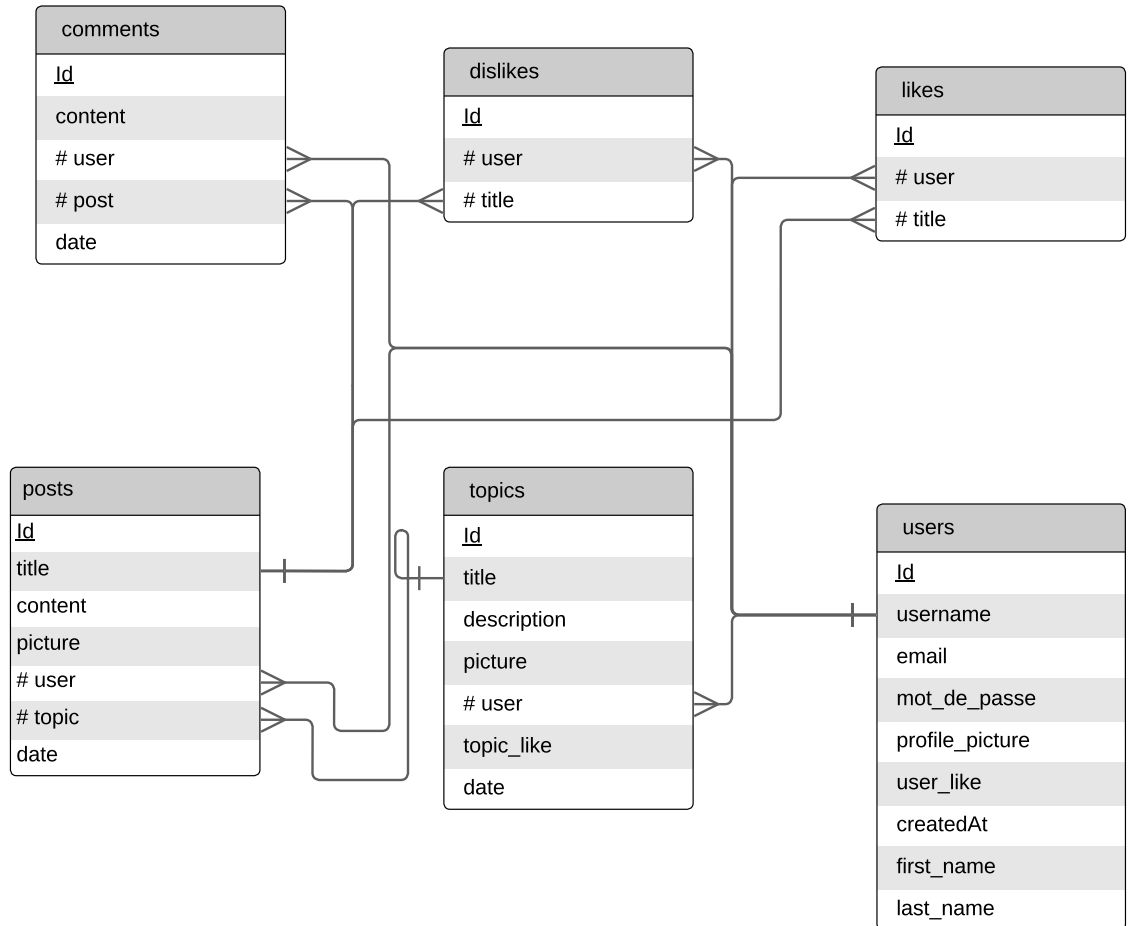 comments
Id
content
# user
# post
date
dislikes
Id
# user
# title
likes
Id
# user
# title
posts
Id
title
content
picture
# user
# topic
date
topics
Id
title
description
picture
# user
topic_like
date
users
Id
username
email
mot_de_passe
profile_picture
user_like
createdAt
first_name
last_name